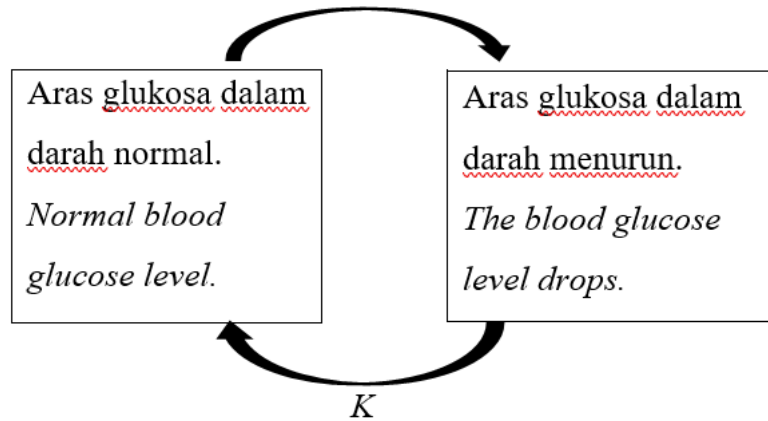 Aras glukosa dalam
darah normal.
Normal blood
glucose level.
Aras glukosa dalam
darah menurun.
The blood glucose
level drops.
K